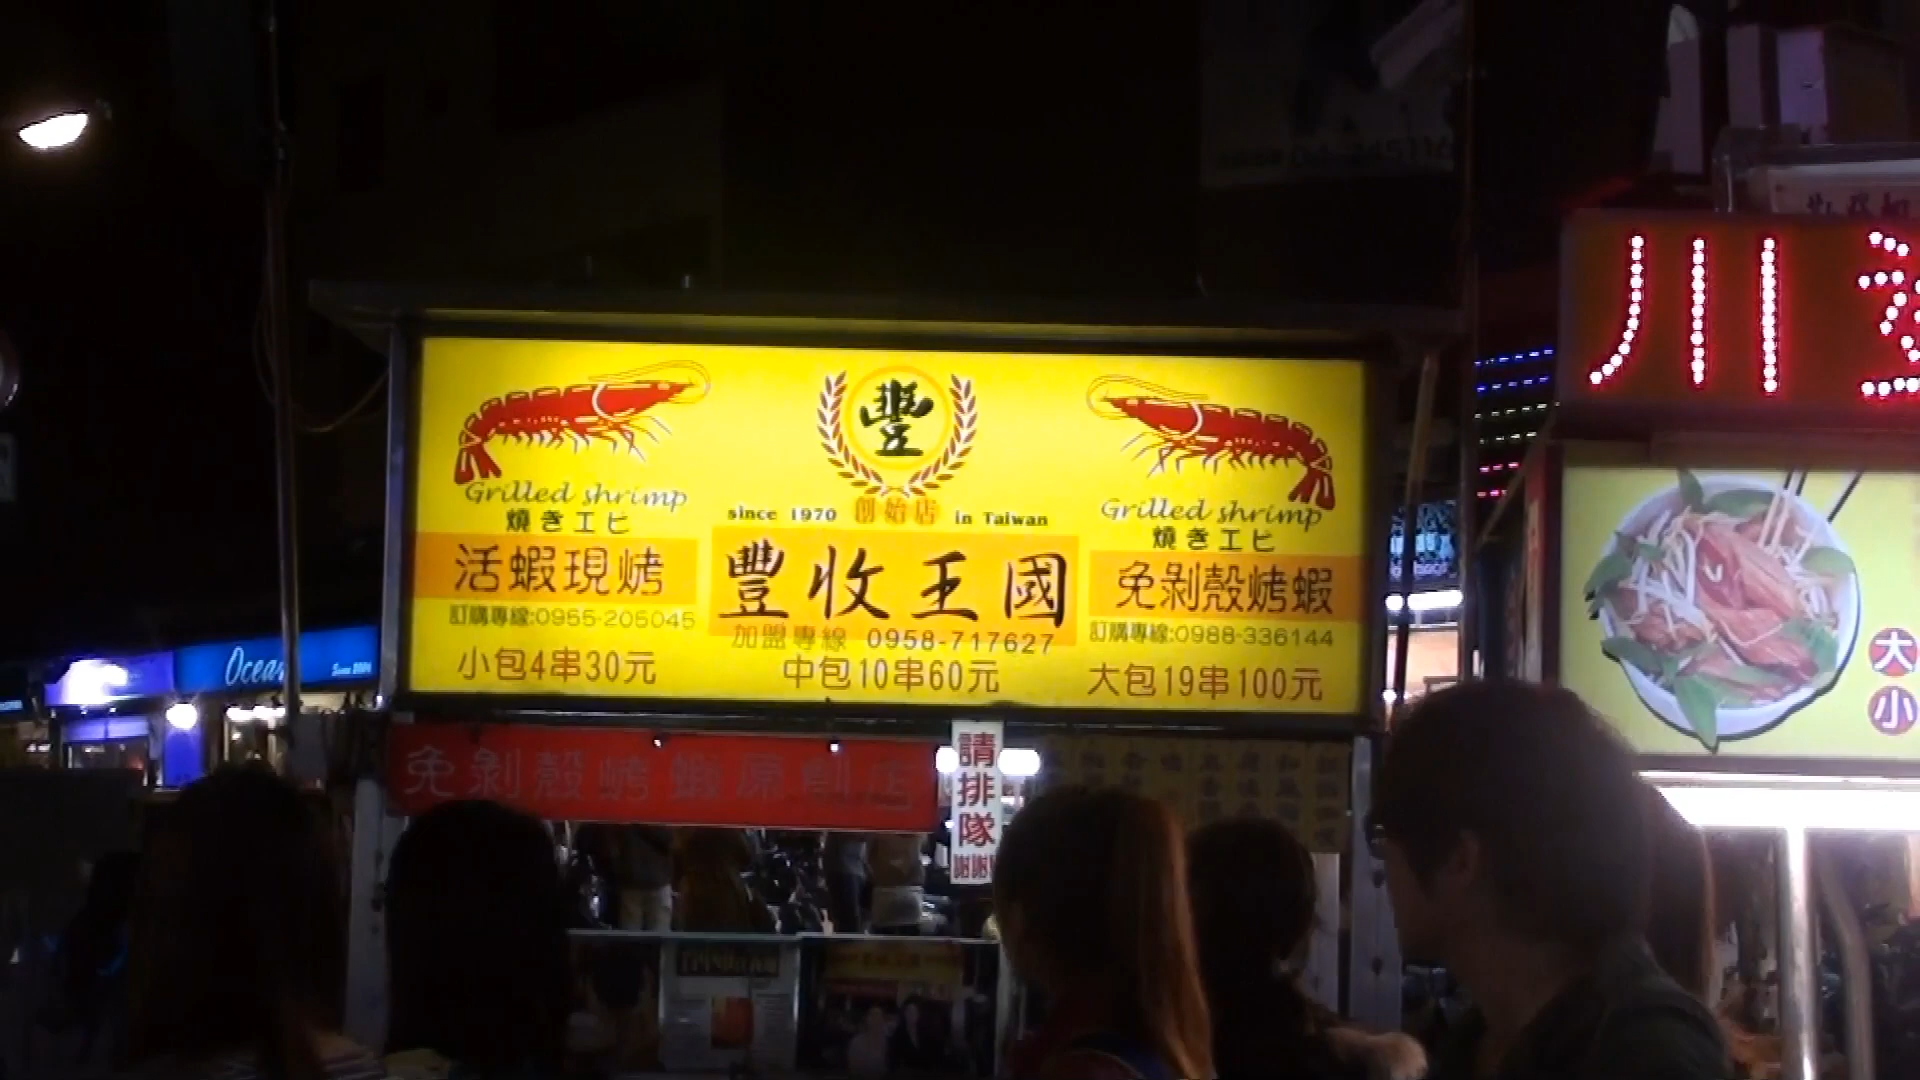 豐
Grilled shrimp
燒きエビ
活蝦現烤
訂購專線:0955-205045
小包4串30元
since 1970 創始店 in Taiwan
豐收王國
加盟專線 0958-717627
中包10串60元
Grilled shrimp
燒きエビ
免剝殼烤蝦
訂購專線:0988-336144
大包19串100元
免剝殼烤蝦原創店
請排隊
謝謝
川
大
小
Ocean
Since 2004